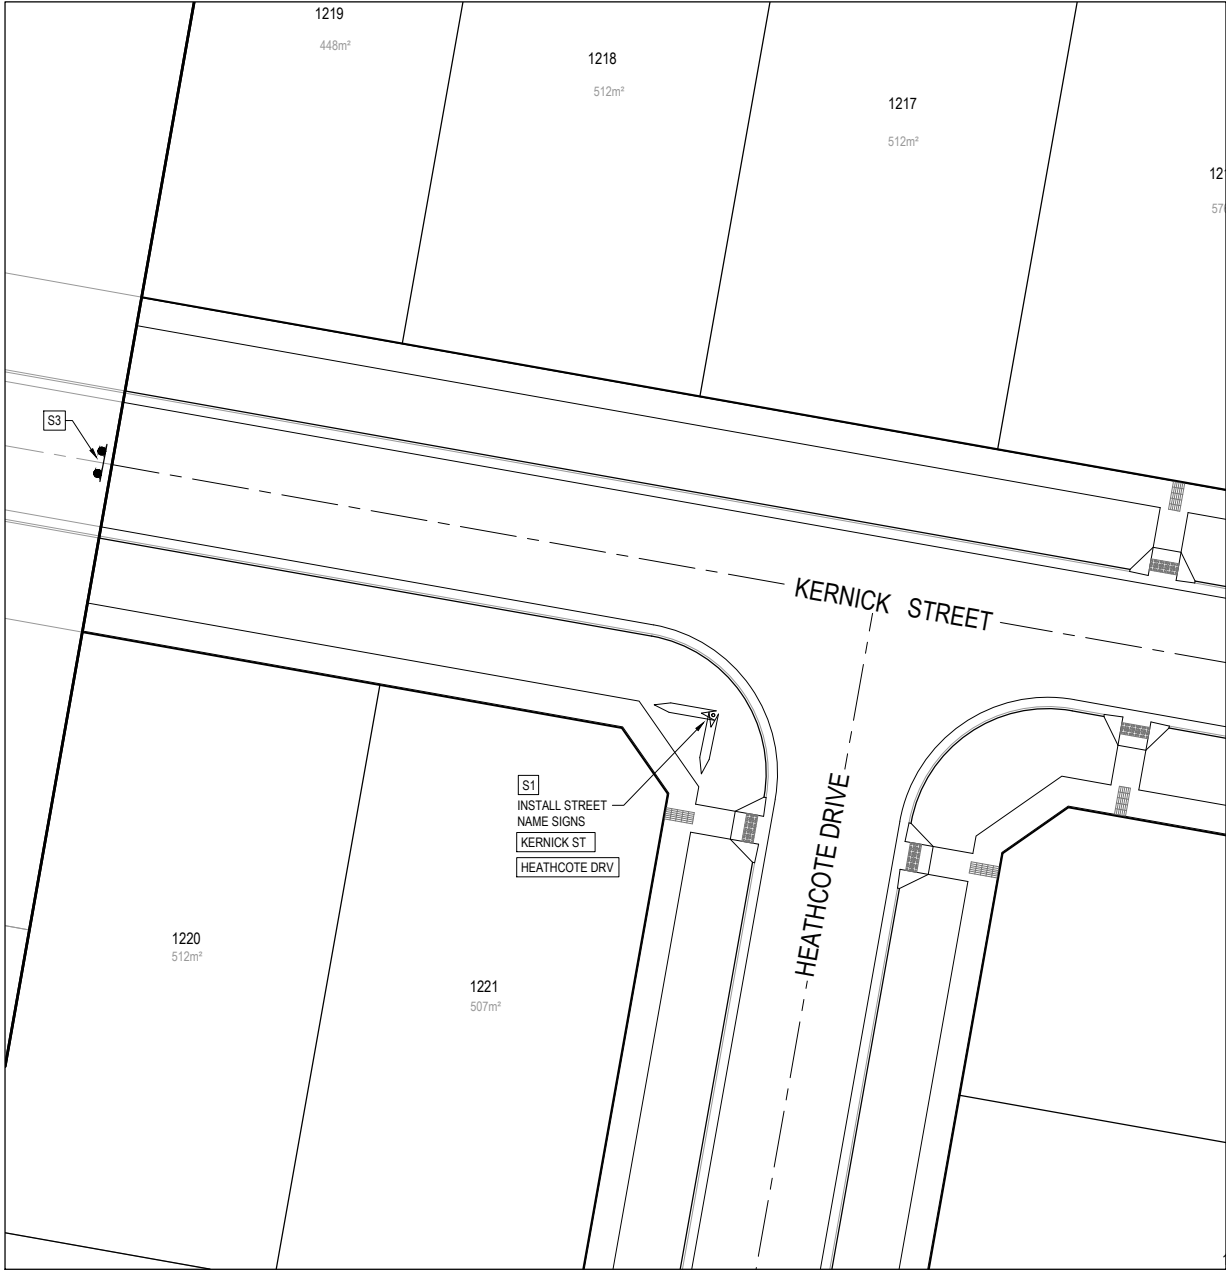 1219
448m²
1218
512m²
1217
512m²
S3
KERNICK STREET
HEATHCOTE DRIVE
S1
INSTALL STREET
NAME SIGNS
KERNICK ST
HEATHCOTE DRV
1220
512m²
1221
507m²